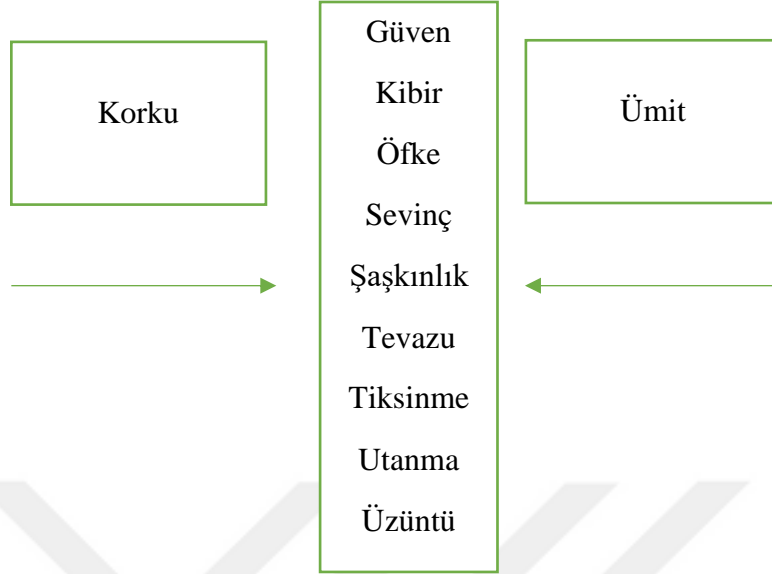 Korku
Güven
Kibir
Öfke
Sevinç
Şaşkınlık
Tevazu
Tiksinme
Utanma
Üzüntü
Ümit